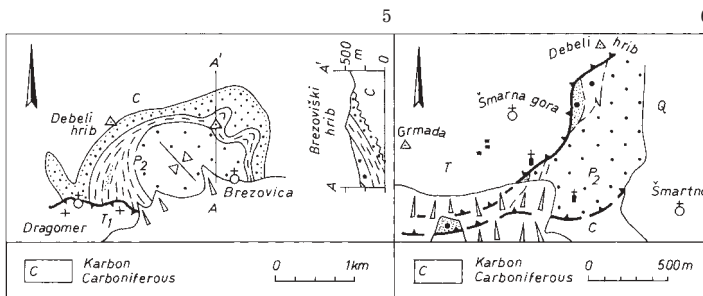 5
6
A'
C
Debeli
hrib
P2
Brezovica
A
T1
Dragomer
500
m
0
A'
C
Brezoviški
hrib
A
C Karbon
Carboniferous
0 1km
Debeli
hrib
Šmarna gora
Q
Grmada
T
P2
Šmartno
C
C Karbon
Carboniferous
0 500m